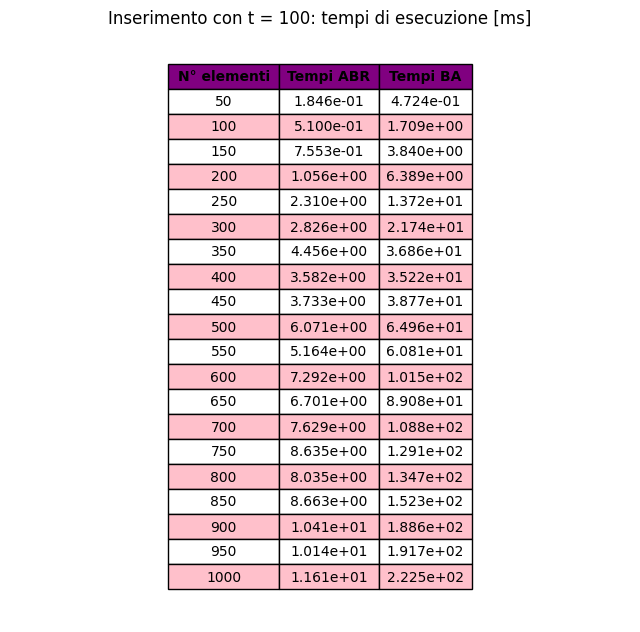 Inserimento con t = 100: tempi di esecuzione [ms]
N° elementi Tempi ABR Tempi BA
50 1.846e-01 4.724e-01
100 5.100e-01 1.709e+00
150 7.553e-01 3.840e+00
200 1.056e+00 6.389e+00
250 2.310e+00 1.372e+01
300 2.826e+00 2.174e+01
350 4.456e+00 3.686e+01
400 3.582e+00 3.522e+01
450 3.733e+00 3.877e+01
500 6.071e+00 6.496e+01
550 5.164e+00 6.081e+01
600 7.292e+00 1.015e+02
650 6.701e+00 8.908e+01
700 7.629e+00 1.088e+02
750 8.635e+00 1.291e+02
800 8.035e+00 1.347e+02
850 8.663e+00 1.523e+02
900 1.041e+01 1.886e+02
950 1.014e+01 1.917e+02
1000 1.161e+01 2.225e+02